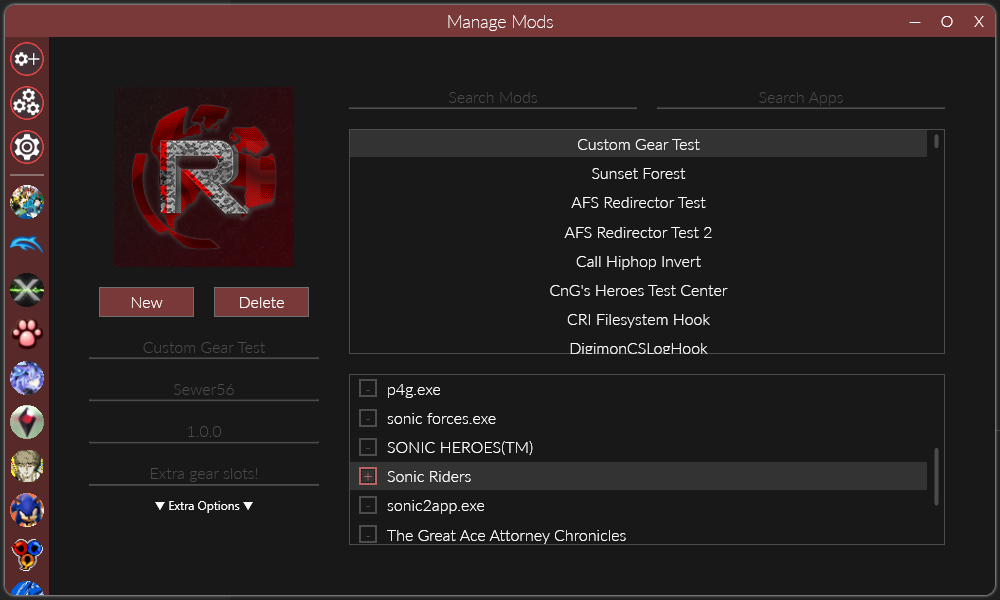 Manage Mods
Search Mods
Search Apps
R
New
Delete
Custom Gear Test
Sewer56
1.0.0
Extra gear slots!
▼ Extra Options ▼
Custom Gear Test
Sunset Forest
AFS Redirector Test
AFS Redirector Test 2
Call Hiphop Invert
CnG's Heroes Test Center
CRI Filesystem Hook
DigimonCSLogHook
- p4g.exe
- sonic forces.exe
- SONIC HEROES(TM)
+ Sonic Riders
- sonic2app.exe
- The Great Ace Attorney Chronicles